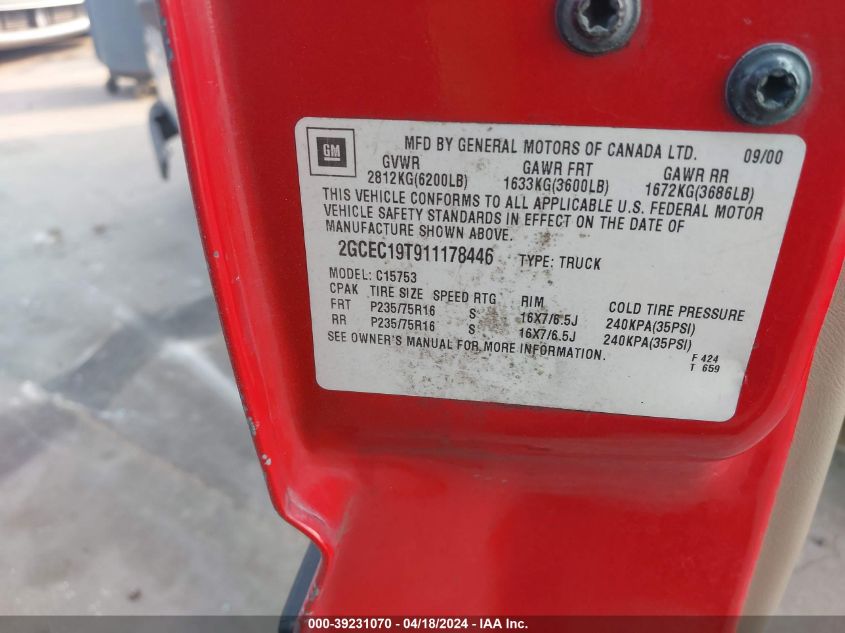 GM
MFD BY GENERAL MOTORS OF CANADA LTD. 09/00
GVWR GAWR FRT GAWR RR
2812KG(6200LB) 1633KG(3600LB) 1672KG(3686LB)
THIS VEHICLE CONFORMS TO ALL APPLICABLE U.S. FEDERAL MOTOR
VEHICLE SAFETY STANDARDS IN EFFECT ON THE DATE OF
MANUFACTURE SHOWN ABOVE.
2GCEC19T911178446 TYPE: TRUCK
MODEL: C15753
CPAK TIRE SIZE SPEED RTG RIM COLD TIRE PRESSURE
FRT P235/75R16 S 16X7/6.5J 240KPA(35PSI)
RR P235/75R16 S 16X7/6.5J 240KPA(35PSI)
SEE OWNER'S MANUAL FOR MORE INFORMATION.
F 424
T 659
000-39231070 - 04/18/2024 - IAA Inc.